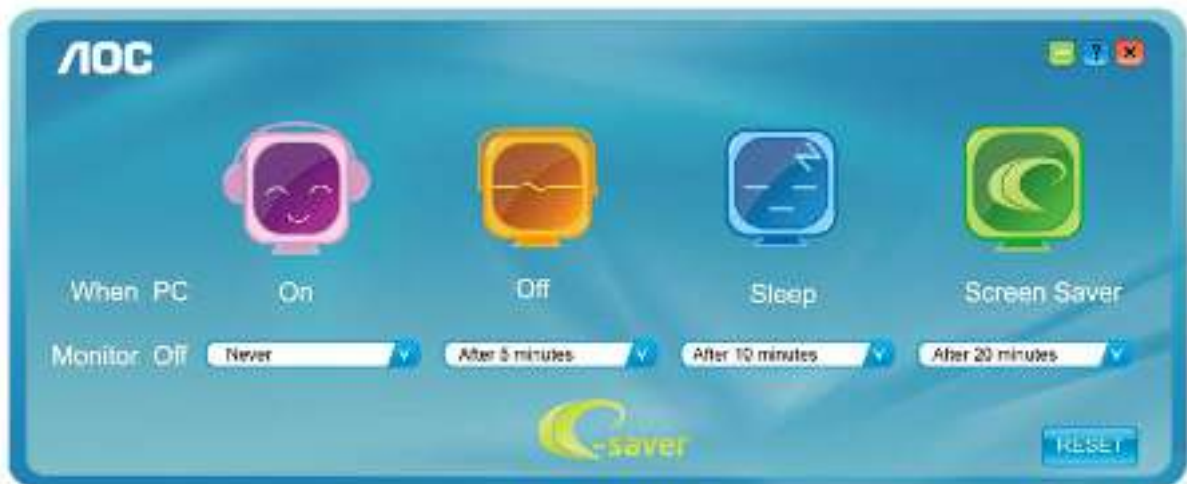 AOC
?
When PC On Off Sleep Screen Saver
Monitor Off Never After 5 minutes After 10 minutes After 20 minutes
e-saver
RESET